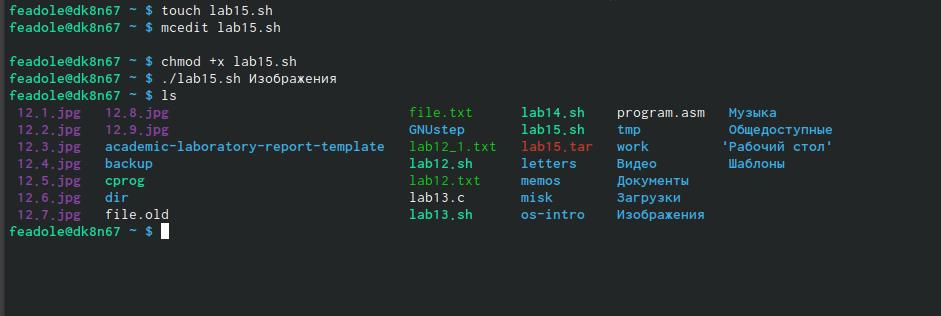 feadole@dk8n67 ~ $ touch lab15.sh
feadole@dk8n67 ~ $ mcedit lab15.sh
feadole@dk8n67 ~ $ chmod +x lab15.sh
feadole@dk8n67 ~ $ ./lab15.sh Изображения
feadole@dk8n67 ~ $ ls
12.1.jpg 12.8.jpg file.txt lab14.sh program.asm Музыка
12.2.jpg 12.9.jpg GNUstep lab15.sh tmp Общедоступные
12.3.jpg academic-laboratory-report-template lab12_1.txt lab15.tar work 'Рабочий стол'
12.4.jpg backup lab12.sh letters Видео Шаблоны
12.5.jpg cprog lab12.txt memos Документы
12.6.jpg dir lab13.c misk Загрузки
12.7.jpg file.old lab13.sh os-intro Изображения
feadole@dk8n67 ~ $